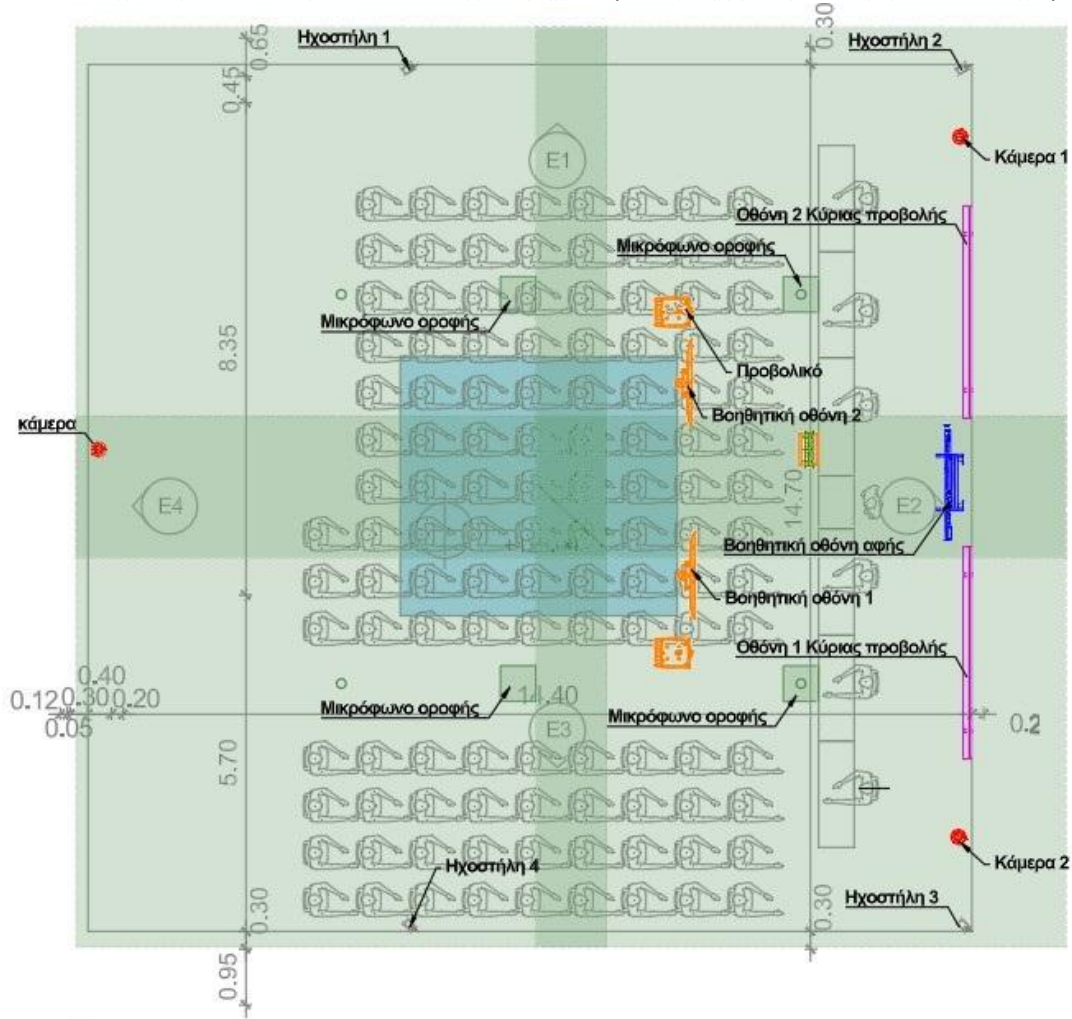 0.30
Ηχοστήλη 1
Ηχοστήλη 2
0.65
0.45
E1
Κάμερα 1
Οθόνη 2 Κύριας προβολής
Μικρόφωνο οροφής
Μικρόφωνο οροφής
8.35
Προβολικό
Βοηθητική οθόνη 2
κάμερα
E4
14.70
E2
Βοηθητική οθόνη αφής
Βοηθητική οθόνη 1
Οθόνη 1 Κύριας προβολής
0.40
0.12
0.30
0.20
0.05
14.40
Μικρόφωνο οροφής
Μικρόφωνο οροφής
0.2
E3
5.70
Ηχοστήλη 4
Κάμερα 2
Ηχοστήλη 3
0.30
0.30
0.95